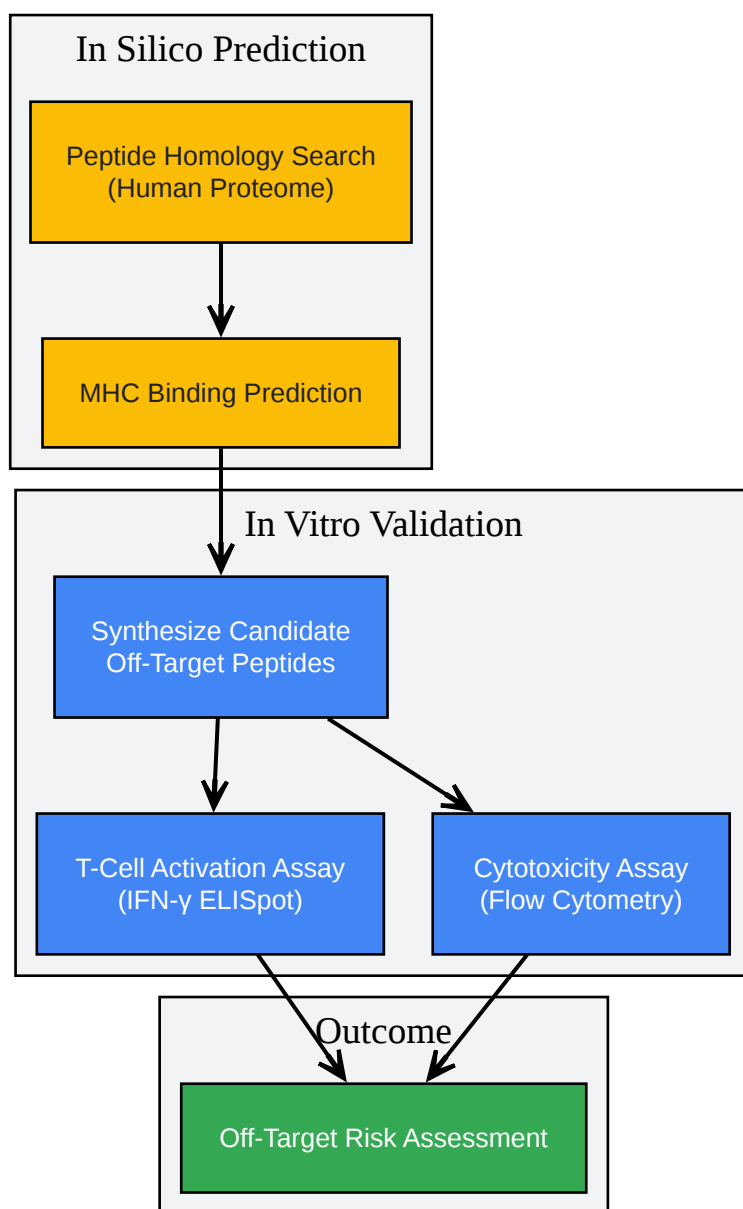 In Silico Prediction
Peptide Homology Search
(Human Proteome)
MHC Binding Prediction
In Vitro Validation
Synthesize Candidate
Off-Target Peptides
T-Cell Activation Assay
(IFN-γ ELISpot)
Cytotoxicity Assay
(Flow Cytometry)
Outcome
Off-Target Risk Assessment